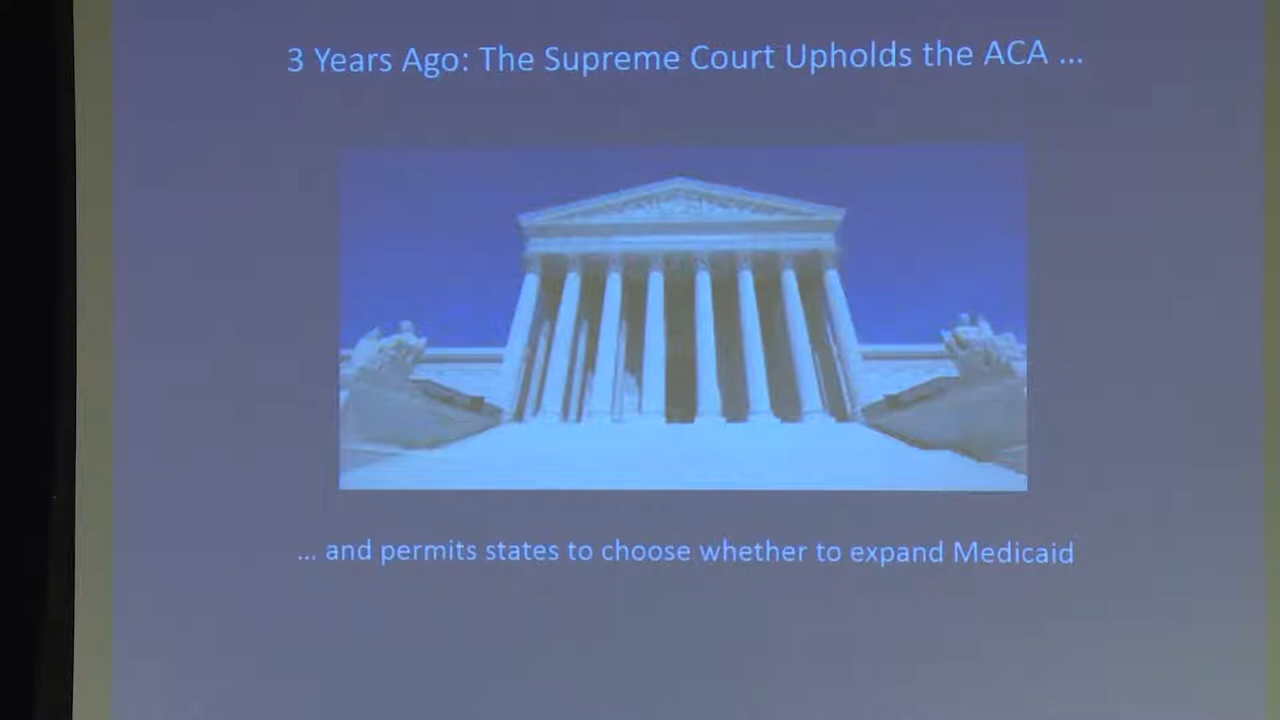 3 Years Ago: The Supreme Court Upholds the ACA ...
... and permits states to choose whether to expand Medicaid